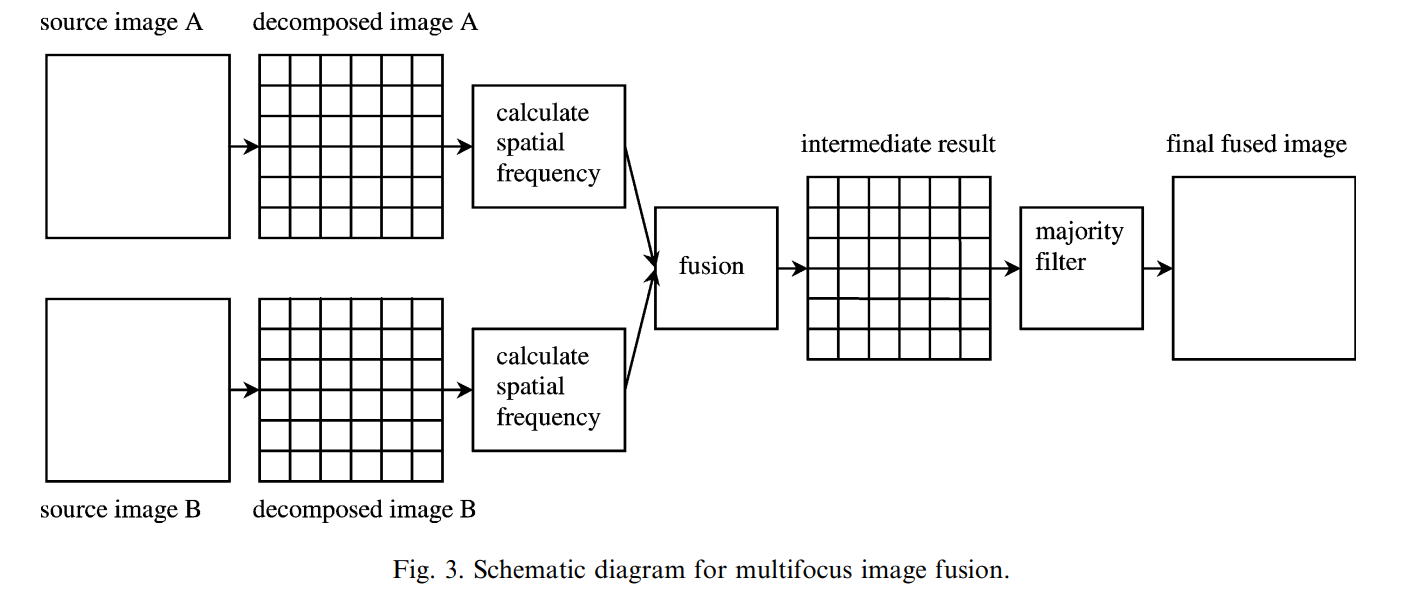 source image A
decomposed image A
calculate
spatial
frequency
intermediate result
final fused image
fusion
majority
filter
calculate
spatial
frequency
source image B
decomposed image B
Fig. 3. Schematic diagram for multifocus image fusion.